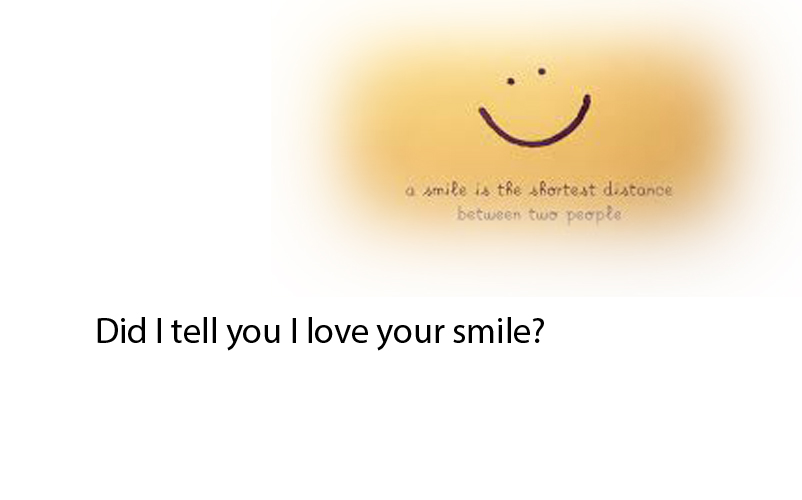 a smile is the shortest distance
between two people
Did I tell you I love your smile?